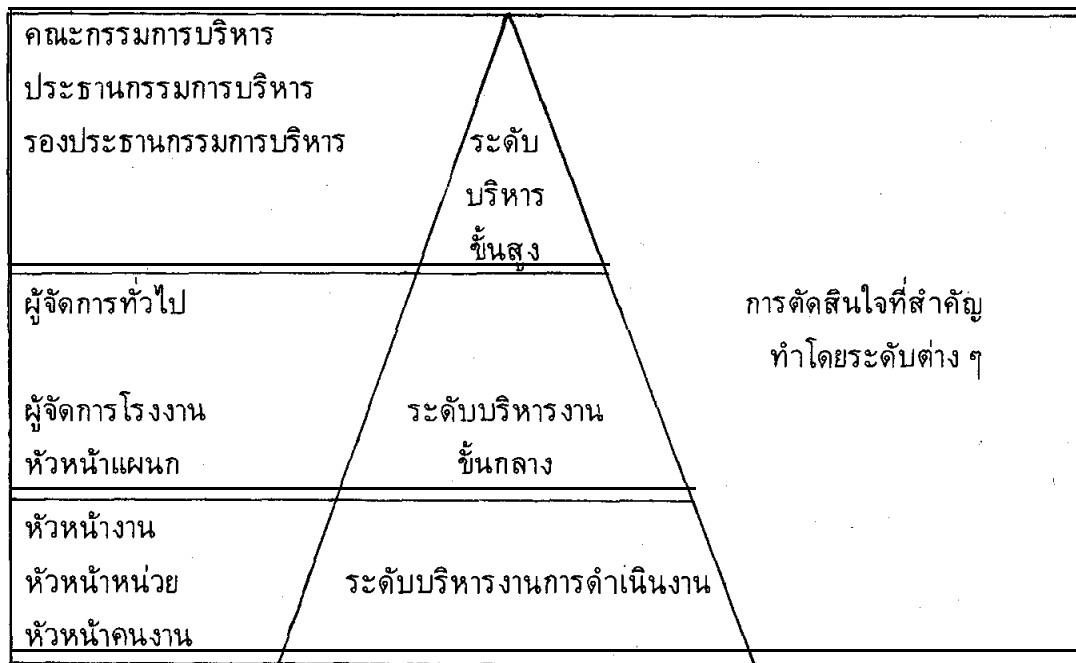 คณะกรรมการบริหาร
ประธานกรรมการบริหาร
รองประธานกรรมการบริหาร
ระดับ
บริหาร
ขั้นสูง
ผู้จัดการทั่วไป
ผู้จัดการโรงงาน
หัวหน้าแผนก
ระดับบริหารงาน
ขั้นกลาง
หัวหน้างาน
หัวหน้าหน่วย
หัวหน้าคนงาน
ระดับบริหารงานการดำเนินงาน
การตัดสินใจที่สำคัญ
ทำโดยระดับต่าง ๆ